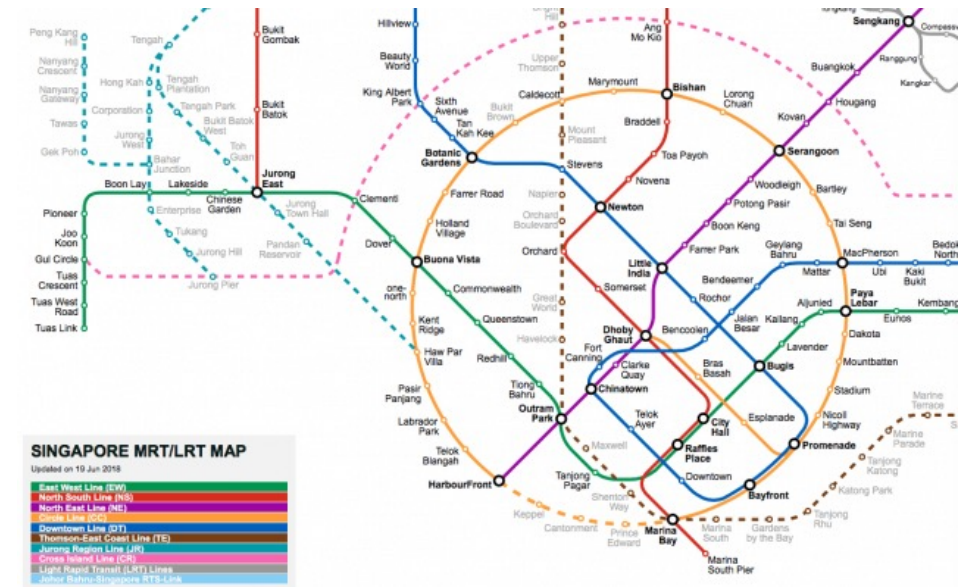 Hillview
Beauty
World
King Albert
Park
Sixth
Avenue
Tan
Kah Kee
Botanic
Gardens
Stevens
Newton
Little
India
Rochor
Bugis
Promenade
Bayfront
Downtown
Telok
Ayer
Chinatown
Fort
Canning
Bencoolen
Jalan
Besar
Bendemeer
Geylang
Bahru
Mattar
MacPherson
Ubi
Kaki
Bukit
Bedok
North
Peng Kang
Hill
Nanyang
Crescent
Nanyang
Gateway
Tawas
Gek Poh
Tengah
Hong Kah
Corporation
Jurong
West
Bahar
Junction
Tengah
Plantation
Tengah Park
Bukit Batok
West
Toh
Guan
Enterprise
Tukang
Jurong Hill
Jurong Pier
Jurong
Town Hall
Pandan
Reservoir
Bukit
Gombak
Bukit
Batok
Jurong
East
Boon Lay
Lakeside
Chinese
Garden
Pioneer
Joo
Koon
Gul Circle
Tuas
Crescent
Tuas West
Road
Tuas Link
Clementi
Dover
Buona Vista
Commonwealth
Queenstown
Redhill
Tiong
Bahru
Outram
Park
Tanjong
Pagar
Raffles
Place
City
Hall
Lavender
Kallang
Aljunied
Paya
Lebar
Eunos
Kembang
Bright
Hill
Upper
Thomson
Caldecott
Mount
Pleasant
Napier
Orchard
Boulevard
Orchard
Great
World
Havelock
Maxwell
Shenton
Way
Marina
Bay
Marina
South
Gardens
by the Bay
Tanjong
Rhu
Katong Park
Tanjong
Katong
Marine
Parade
Marine
Terrace
S
Ang
Mo Kio
Bishan
Braddell
Toa Payoh
Novena
Somerset
Dhoby
Ghaut
Marina
South Pier
Marymount
Lorong
Chuan
Serangoon
Bartley
Tai Seng
Dakota
Mountbatten
Stadium
Nicoll
Highway
Esplanade
Bras
Basah
Bukit
Brown
Farrer Road
Holland
Village
one-
north
Kent
Ridge
Haw Par
Villa
Pasir
Panjang
Labrador
Park
Telok
Blangah
HarbourFront
Keppel
Cantonment
Prince
Edward
Clarke
Quay
Farrer Park
Boon Keng
Potong Pasir
Woodleigh
Kovan
Hougang
Buangkok
Sengkang
Compassv
Ranggung
Kangkar
SINGAPORE MRT/LRT MAP
Updated on 19 Jun 2018
East West Line (EW)
North South Line (NS)
North East Line (NE)
Circle Line (CC)
Downtown Line (DT)
Thomson-East Coast Line (TE)
Jurong Region Line (JR)
Cross Island Line (CR)
Light Rapid Transit (LRT) Lines
Johor Bahru-Singapore RTS-Link